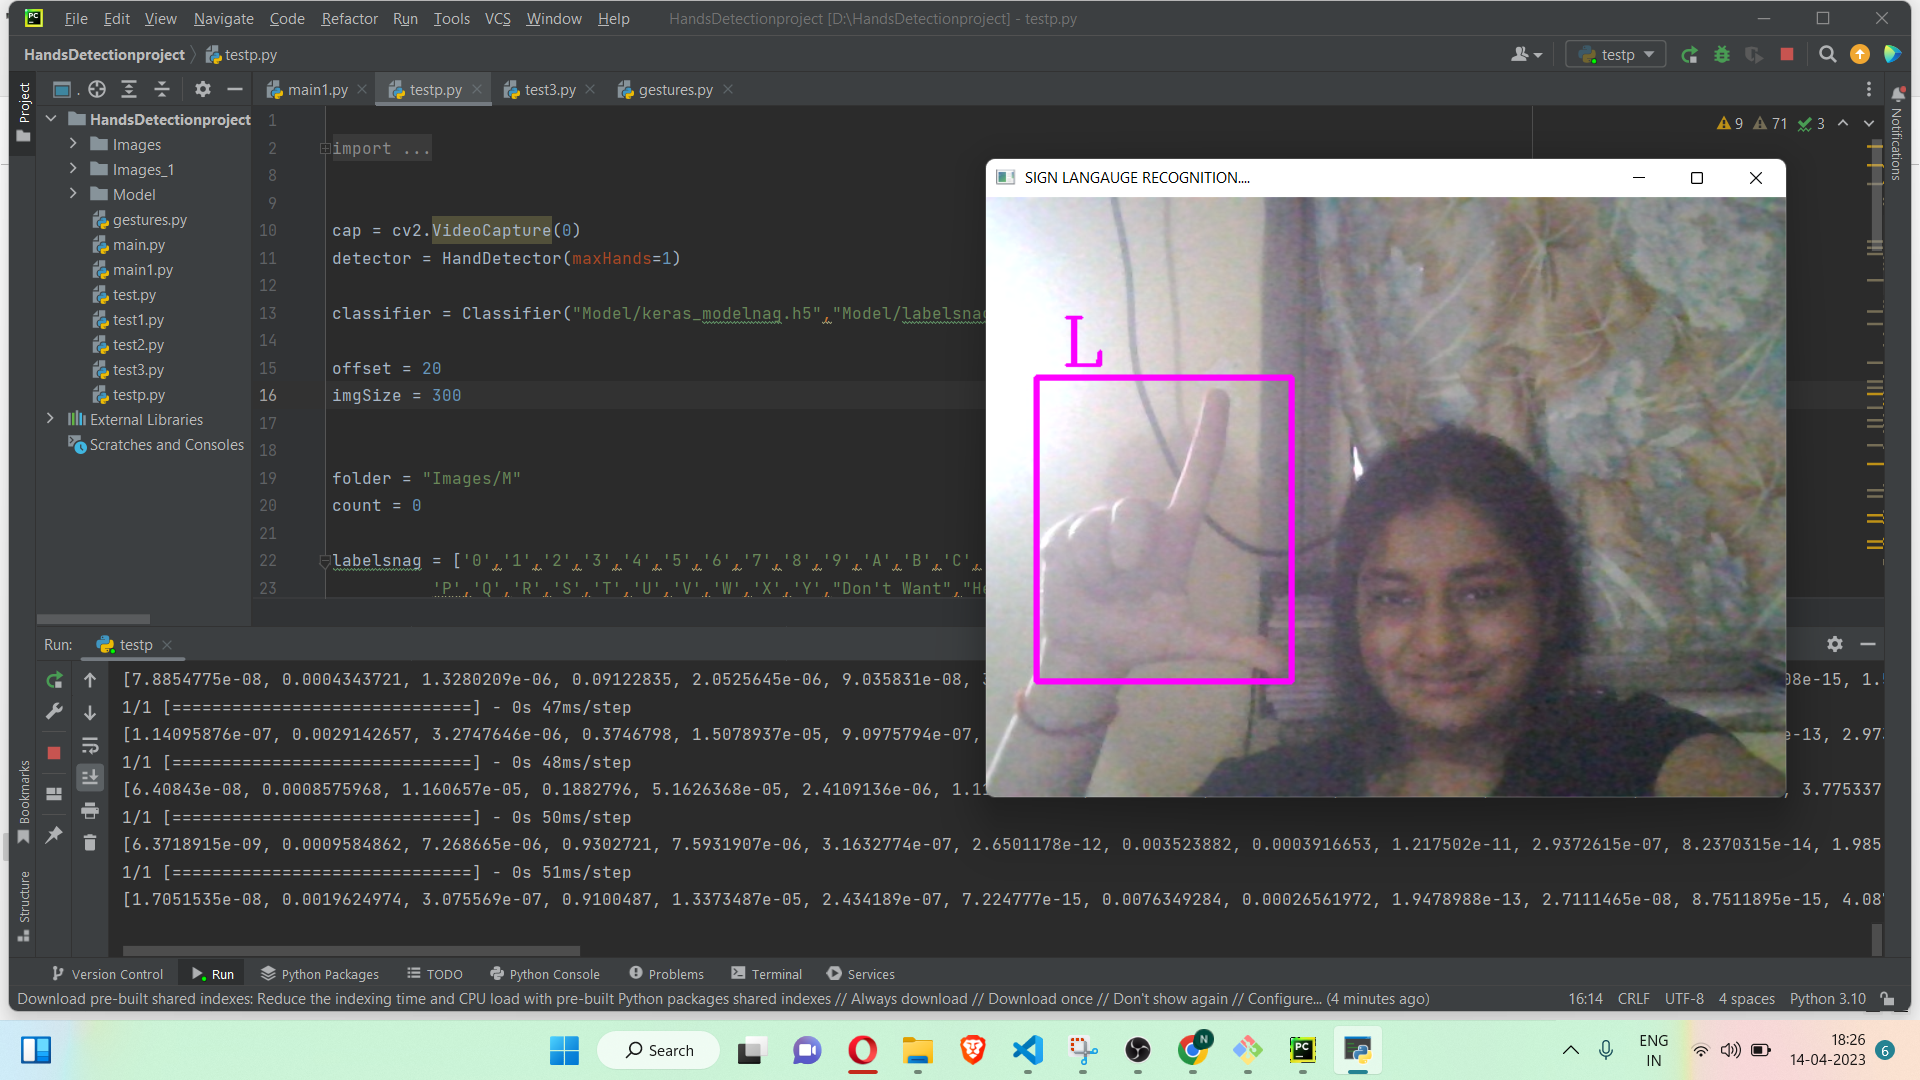 File Edit View Navigate Code Refactor Run Tools VCS Window Help HandsDetectionproject [D:\HandsDetectionproject] - testp.py
HandsDetectionproject testp.py testp
Project
main1.py testp.py test3.py gestures.py
HandsDetectionproject
Images
Images_1
Model
gestures.py
main.py
main1.py
test.py
test1.py
test2.py
test3.py
testp.py
External Libraries
Scratches and Consoles
9 71 3
Notifications
1
2 import ...
8
9
10 cap = cv2.VideoCapture(0)
11 detector = HandDetector(maxHands=1)
12
13 classifier = Classifier("Model/keras_modelnag.h5","Model/labelsnag
14
15 offset = 20
16 imgSize = 300
17
18
19 folder = "Images/M"
20 count = 0
21
22 labelsnag = ['0','1','2','3','4','5','6','7','8','9','A','B','C',
23 'P','Q','R','S','T','U','V','W','X','Y',"Don't Want","He
SIGN LANGAUGE RECOGNITION....
L
Run: testp
[7.8854775e-08, 0.0004343721, 1.3280209e-06, 0.09122835, 2.0525645e-06, 9.035831e-08, 08e-15, 1.
1/1 [==============================] - 0s 47ms/step
[1.14095876e-07, 0.0029142657, 3.2747646e-06, 0.3746798, 1.5078937e-05, 9.0975794e-07, e-13, 2.973
1/1 [==============================] - 0s 48ms/step
[6.40843e-08, 0.0008575968, 1.160657e-05, 0.1882796, 5.1626368e-05, 2.4109136e-06, 1.11 , 3.775337
1/1 [==============================] - 0s 50ms/step
[6.3718915e-09, 0.0009584862, 7.268665e-06, 0.9302721, 7.5931907e-06, 3.1632774e-07, 2.6501178e-12, 0.003523882, 0.0003916653, 1.217502e-11, 2.9372615e-07, 8.2370315e-14, 1.985
1/1 [==============================] - 0s 51ms/step
[1.7051535e-08, 0.0019624974, 3.075569e-07, 0.9100487, 1.3373487e-05, 2.434189e-07, 7.224777e-15, 0.0076349284, 0.00026561972, 1.9478988e-13, 2.7111465e-08, 8.7511895e-15, 4.08
Bookmarks
Structure
Version Control Run Python Packages TODO Python Console Problems Terminal Services
Download pre-built shared indexes: Reduce the indexing time and CPU load with pre-built Python packages shared indexes // Always download // Download once // Don't show again // Configure... (4 minutes ago) 16:14 CRLF UTF-8 4 spaces Python 3.10
Search
ENG
IN
18:26
14-04-2023
6